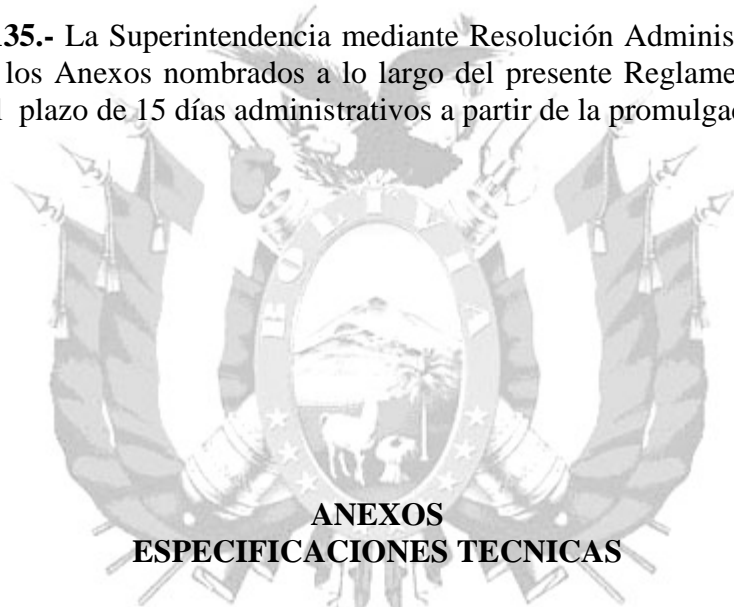 135.- La Superintendencia mediante Resolución Adminis
los Anexos nombrados a lo largo del presente Reglame
plazo de 15 días administrativos a partir de la promulga
ANEXOS
ESPECIFICACIONES TECNICAS